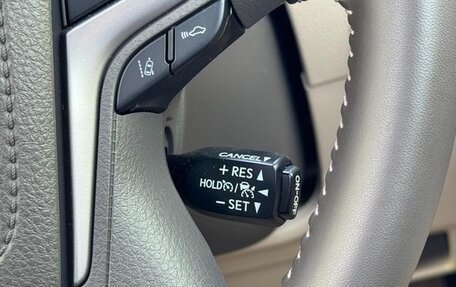 CANCEL
+ RES
HOLD /
− SET
ON-OFF